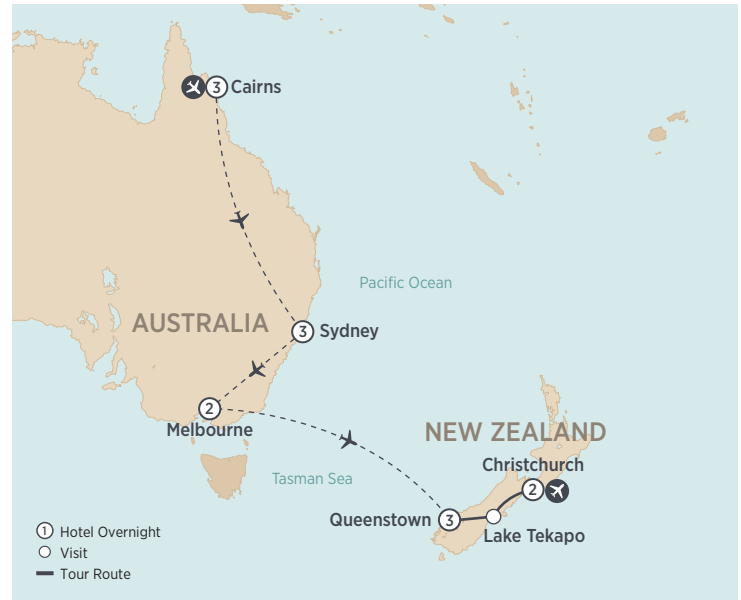 3 Cairns
Pacific Ocean
AUSTRALIA
3 Sydney
2
Melbourne
NEW ZEALAND
Christchurch
2
Tasman Sea
Queenstown 3
Lake Tekapo
1 Hotel Overnight
Visit
Tour Route